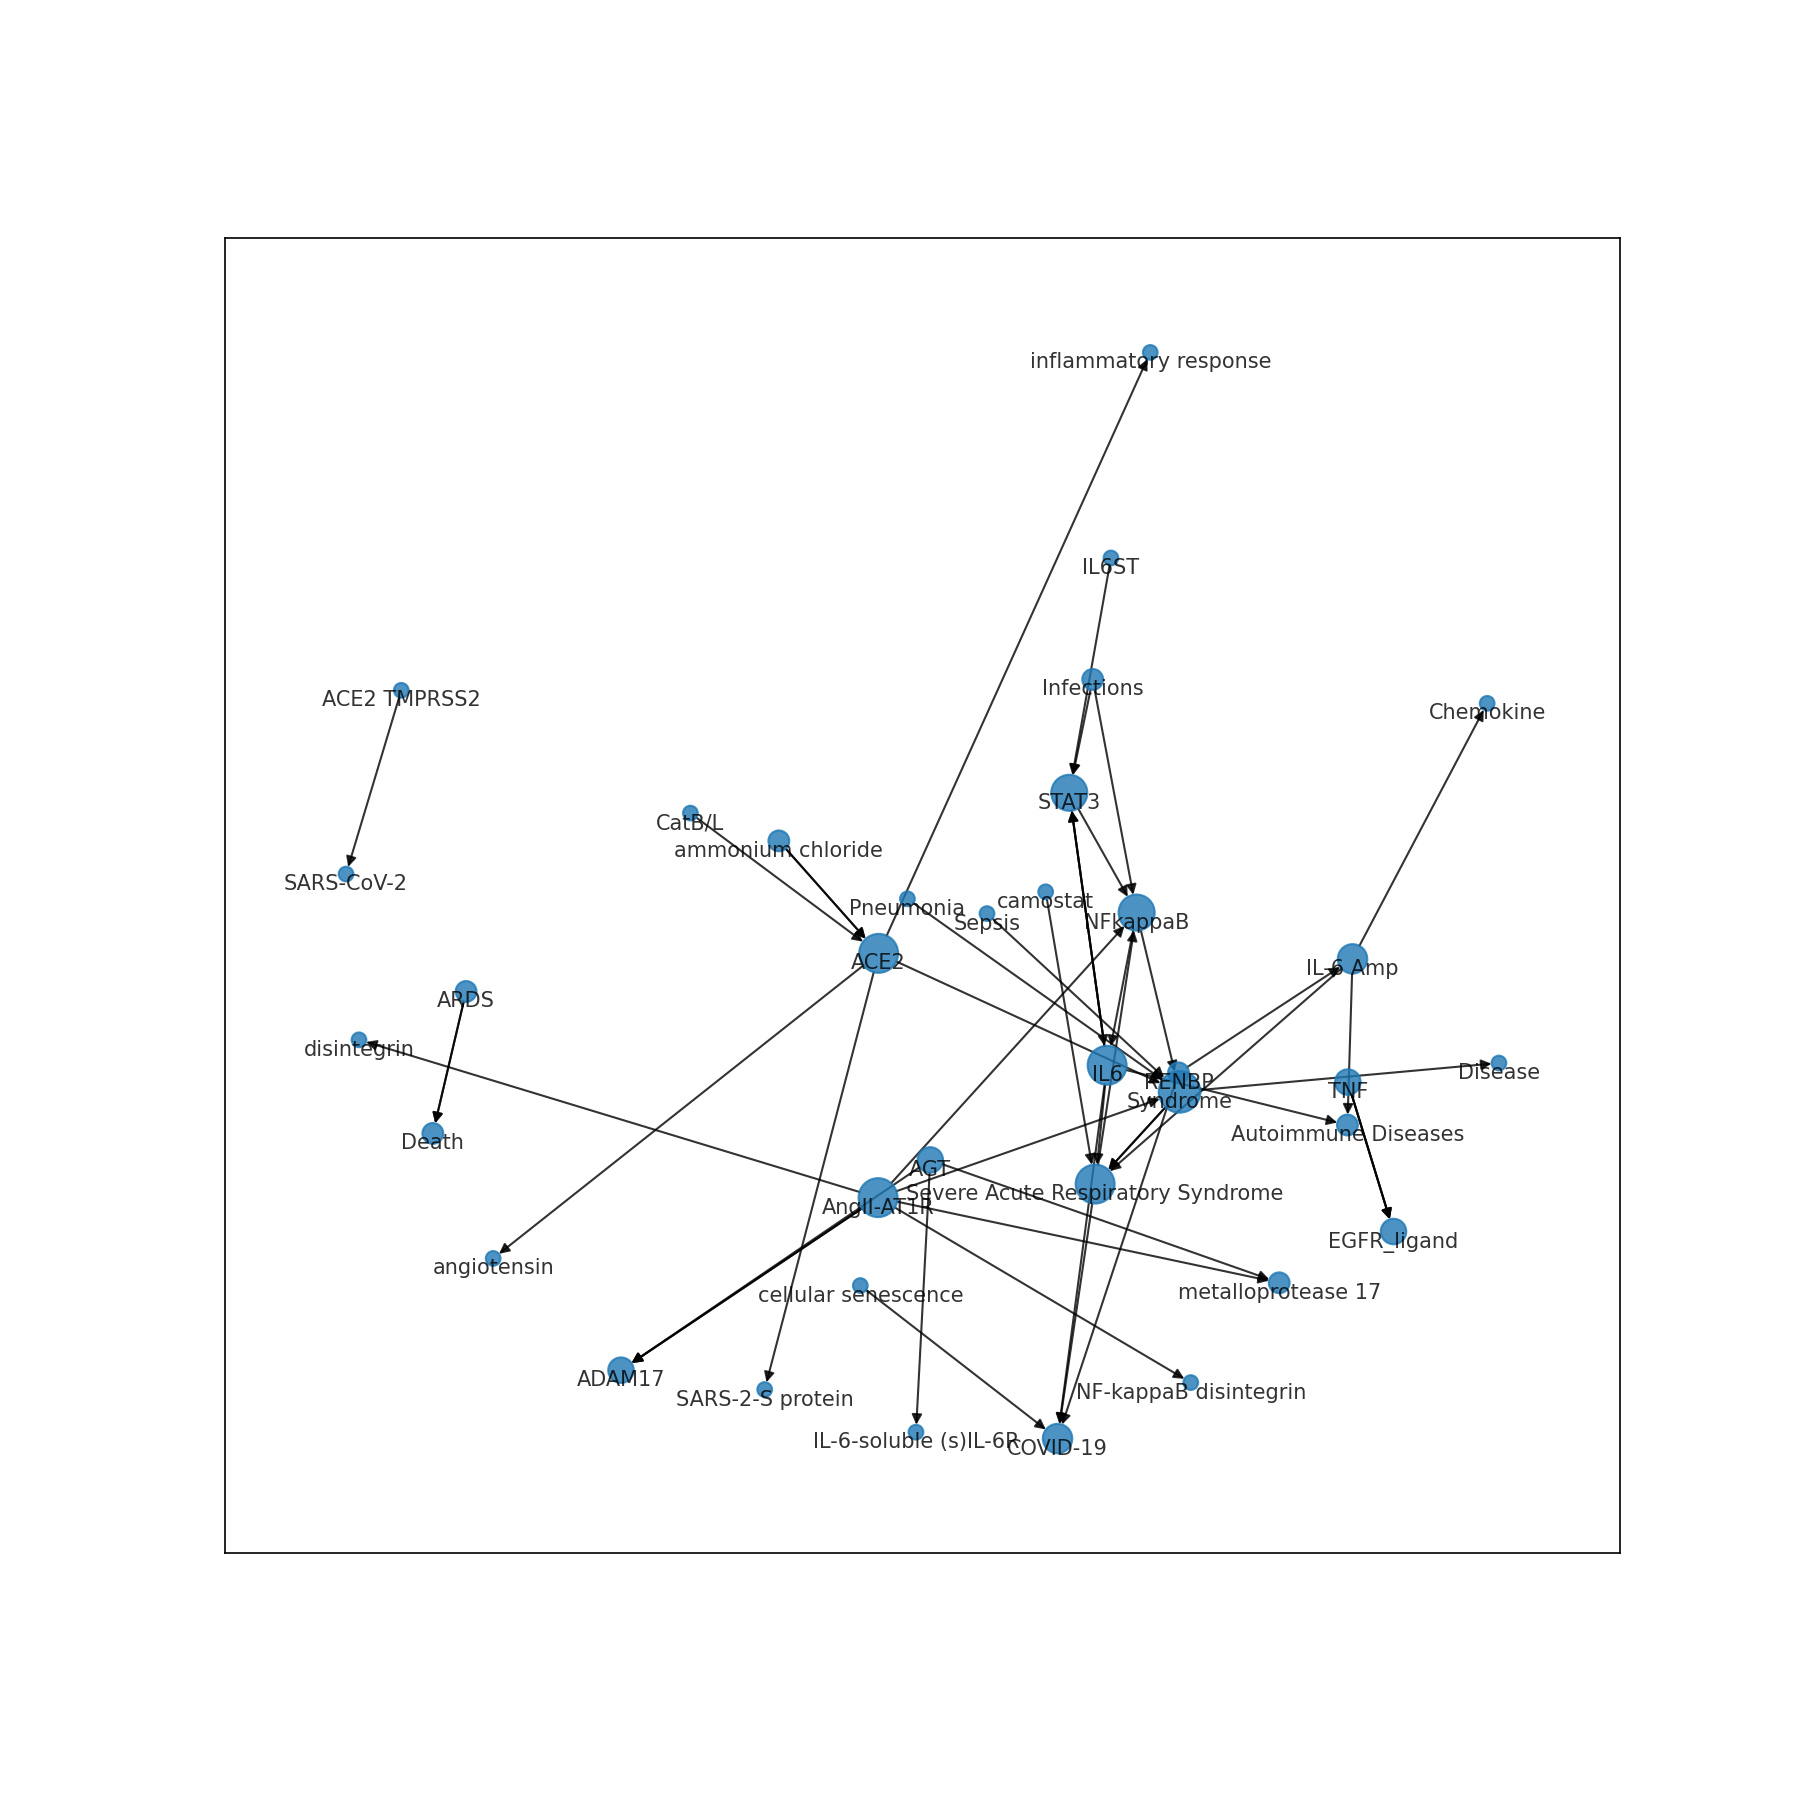 inflammatory response
IL6ST
Infections
ACE2 TMPRSS2
Chemokine
STAT3
CatB/L
ammonium chloride
SARS-CoV-2
camostat
Pneumonia
Sepsis
NFkappaB
ACE2
IL-6 Amp
ARDS
disintegrin
Disease
IL6
RENBP
TNF
Syndrome
Autoimmune Diseases
Death
AGT
Severe Acute Respiratory Syndrome
AngII-AT1R
EGFR_ligand
angiotensin
metalloprotease 17
cellular senescence
ADAM17
NF-kappaB disintegrin
SARS-2-S protein
IL-6-soluble (s)IL-6R
COVID-19